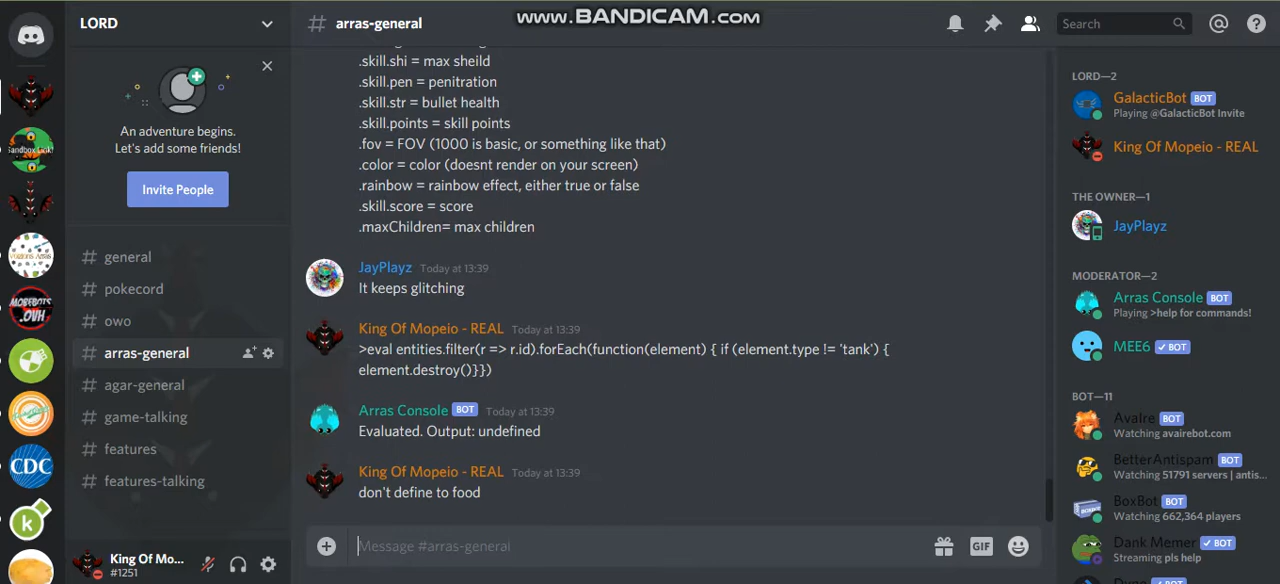 www.BANDICAM.com
LORD
# arras-general
Search
An adventure begins.
Let's add some friends!
Invite People
# general
# pokecord
# owo
# arras-general
# agar-general
# game-talking
# features
# features-talking
King Of Mo...
#1251
Sandbox Link!
MOBFBOTS
.OVH
CDC
k
.skill.shi = max sheild
.skill.pen = penitration
.skill.str = bullet health
.skill.points = skill points
.fov = FOV (1000 is basic, or something like that)
.color = color (doesnt render on your screen)
.rainbow = rainbow effect, either true or false
.skill.score = score
.maxChildren= max children
JayPlayz Today at 13:39
It keeps glitching
King Of Mopeio - REAL Today at 13:39
>eval entities.filter(r => r.id).forEach(function(element) { if (element.type != 'tank') {
element.destroy()}})
Arras Console BOT Today at 13:39
Evaluated. Output: undefined
King Of Mopeio - REAL Today at 13:39
don't define to food
Message #arras-general
GIF
LORD—2
GalacticBot BOT
Playing @GalacticBot Invite
King Of Mopeio - REAL
THE OWNER—1
JayPlayz
MODERATOR—2
Arras Console BOT
Playing >help for commands!
MEE6 ✓ BOT
BOT—11
AvaIre BOT
Watching avairebot.com
BetterAntispam BOT
Watching 51791 servers | antis...
BoxBot BOT
Watching 662,364 players
Dank Memer ✓ BOT
Streaming pls help